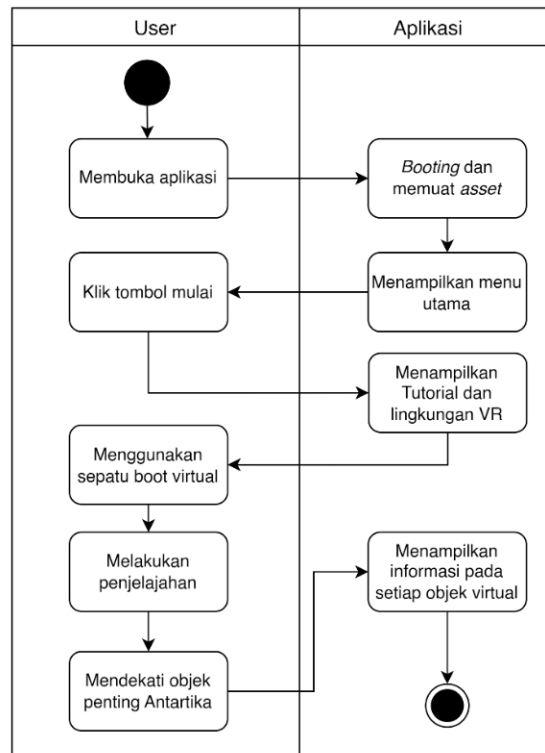 User
Aplikasi
Membuka aplikasi
Booting dan
memuat asset
Klik tombol mulai
Menampilkan menu
utama
Menampilkan
Tutorial dan
lingkungan VR
Menggunakan
sepatu boot virtual
Melakukan
penjelajahan
Menampilkan
informasi pada
setiap objek virtual
Mendekati objek
penting Antartika